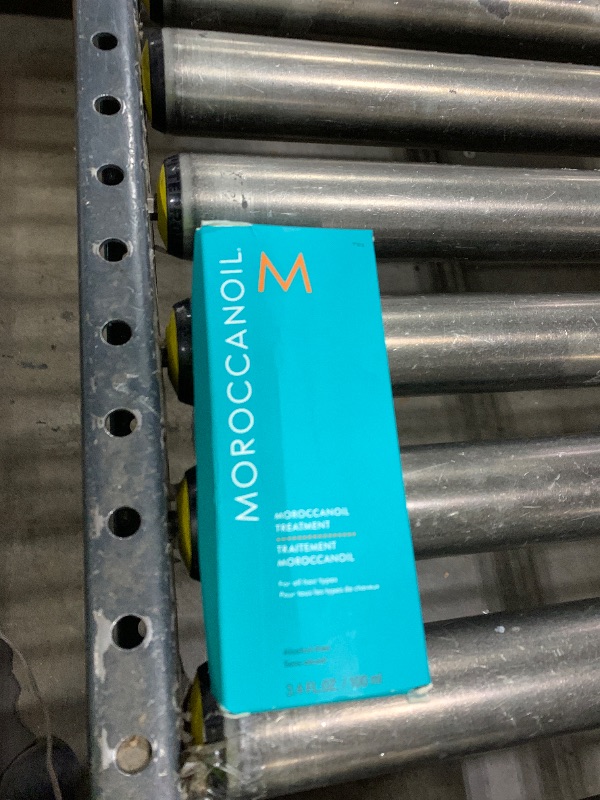 MOROCCANOIL®
M
MOROCCANOIL
TREATMENT
TRAITEMENT
MOROCCANOIL
For all hair types
Pour tous les types de cheveux
3.4 FL. OZ. / 100 ml